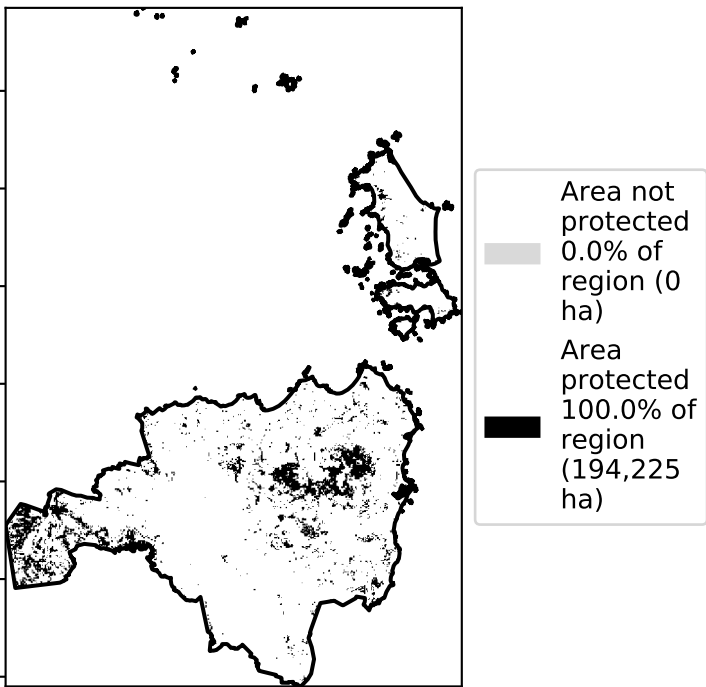 Area not
protected
0.0% of
region (0
ha)
Area
protected
100.0% of
region
(194,225
ha)